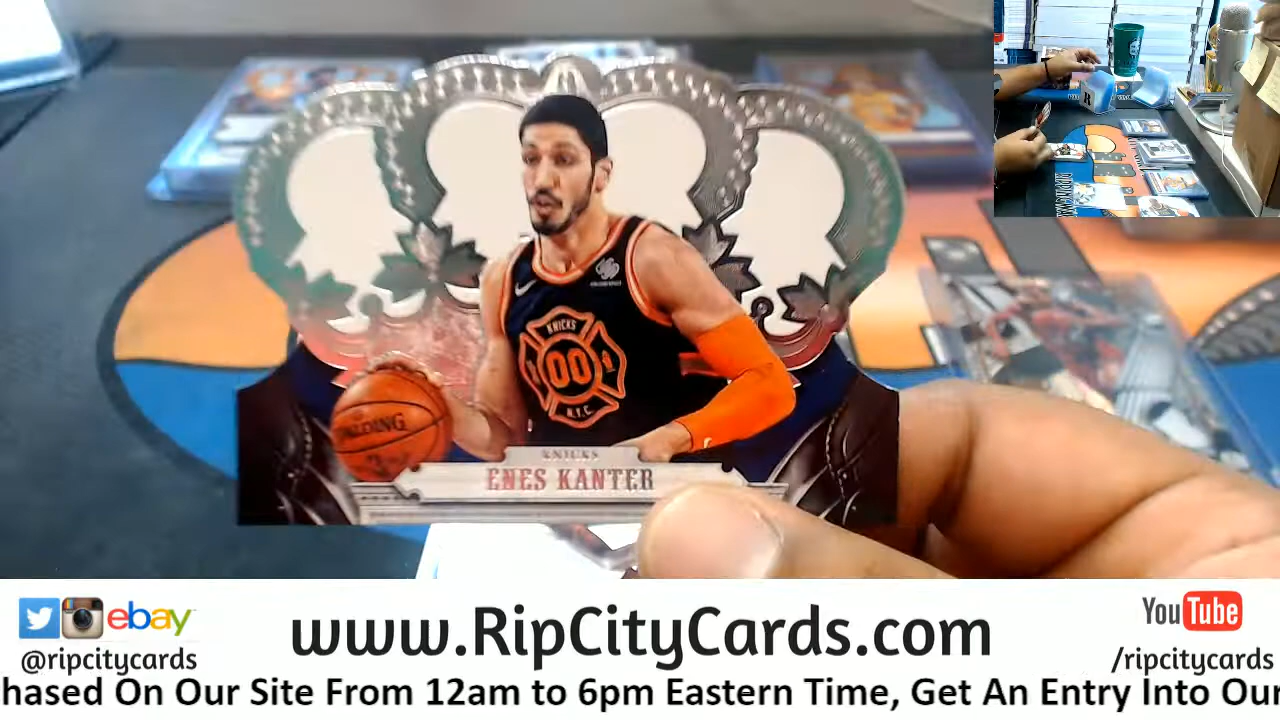 KNICKS
00
N.Y.C.
SPALDING
KNICKS
ENES KANTER
ebay
www.RipCityCards.com
YouTube
@ripcitycards
/ripcitycards
hased On Our Site From 12am to 6pm Eastern Time, Get An Entry Into Our